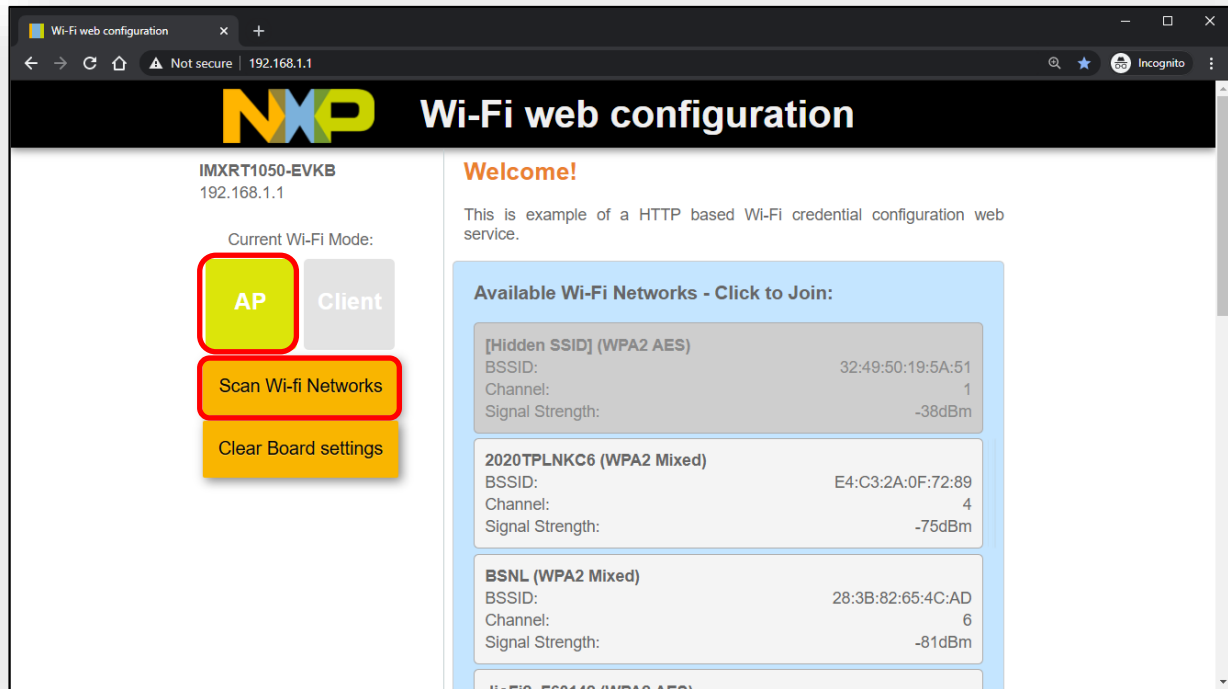 Wi-Fi web configuration
Not secure | 192.168.1.1
Incognito
NXP
Wi-Fi web configuration
IMXRT1050-EVKB
192.168.1.1
Current Wi-Fi Mode:
AP
Client
Scan Wi-fi Networks
Clear Board settings
Welcome!
This is example of a HTTP based Wi-Fi credential configuration web
service.
Available Wi-Fi Networks - Click to Join:
[Hidden SSID] (WPA2 AES)
BSSID: 32:49:50:19:5A:51
Channel: 1
Signal Strength: -38dBm
2020TPLNKC6 (WPA2 Mixed)
BSSID: E4:C3:2A:0F:72:89
Channel: 4
Signal Strength: -75dBm
BSNL (WPA2 Mixed)
BSSID: 28:3B:82:65:4C:AD
Channel: 6
Signal Strength: -81dBm
(WPA2 AES)